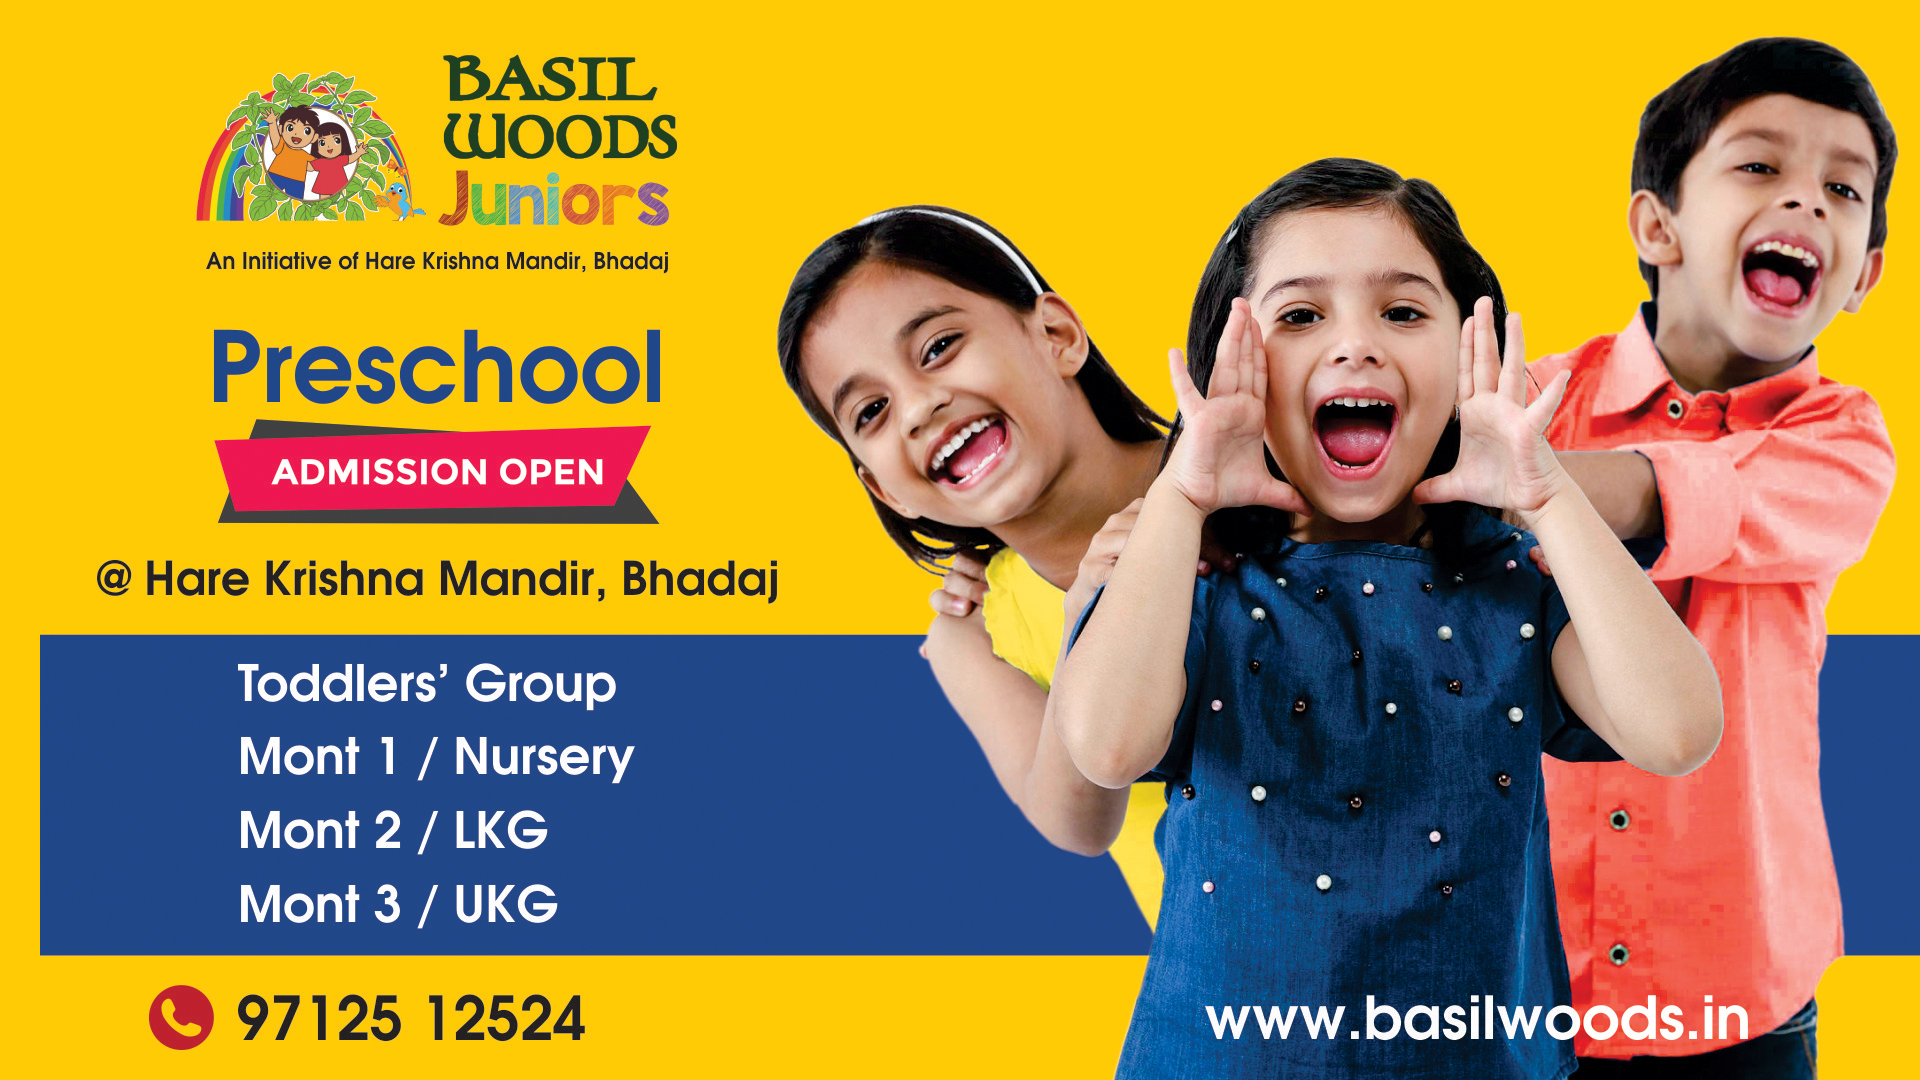 BASIL
WOODS
Juniors
An Initiative of Hare Krishna Mandir, Bhadaj
Preschool
ADMISSION OPEN
@ Hare Krishna Mandir, Bhadaj
Toddlers’ Group
Mont 1 / Nursery
Mont 2 / LKG
Mont 3 / UKG
97125 12524
www.basilwoods.in